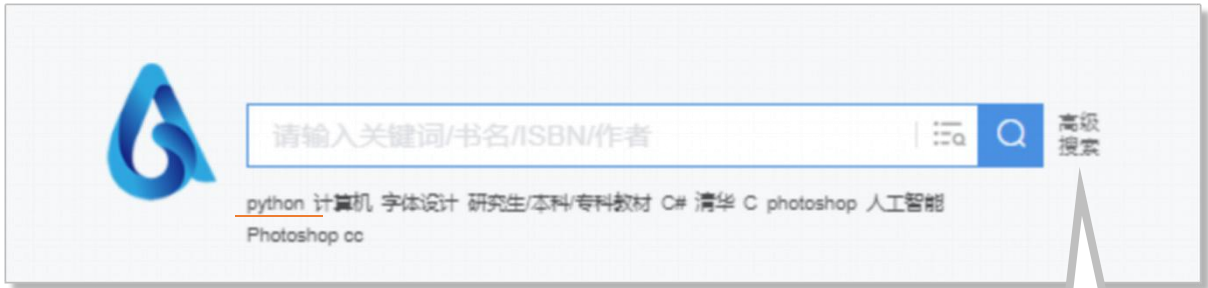 请输入关键词/书名/ISBN/作者
高级
搜索
python 计算机 字体设计 研究生/本科/专科教材 C# 清华 C photoshop 人工智能
Photoshop cc